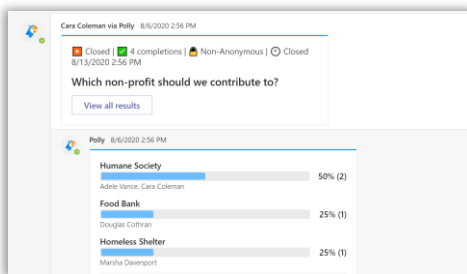 Cara Coleman via Polly 8/6/2020 2:56 PM
Closed | 4 completions | Non-Anonymous | Closed
8/13/2020 2:56 PM
Which non-profit should we contribute to?
View all results
Polly 8/6/2020 2:56 PM
Humane Society
50% (2)
Adele Vance, Cara Coleman
Food Bank
25% (1)
Douglas Cothran
Homeless Shelter
25% (1)
Marsha Davenport